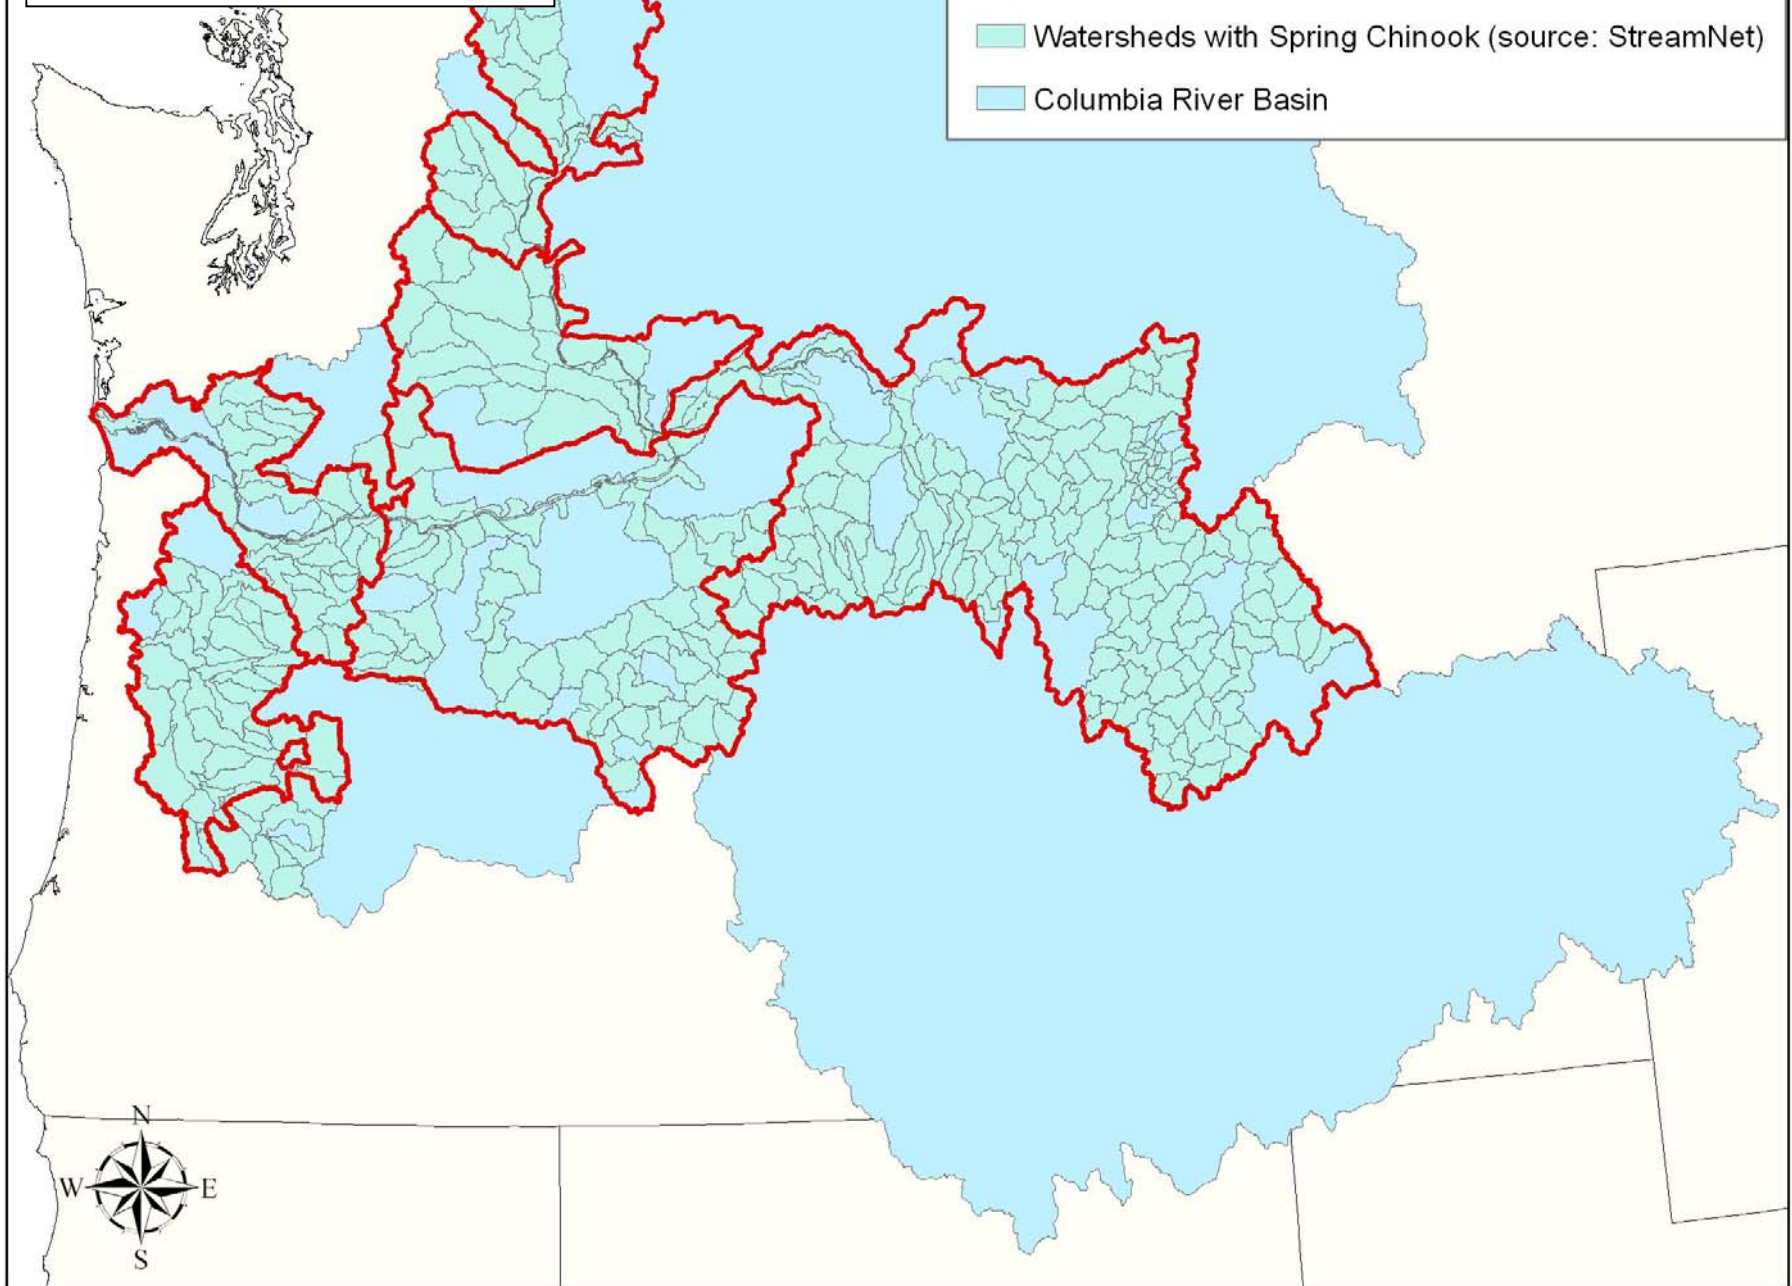 Watersheds with Spring Chinook (source: StreamNet)
Columbia River Basin
N
W E
S